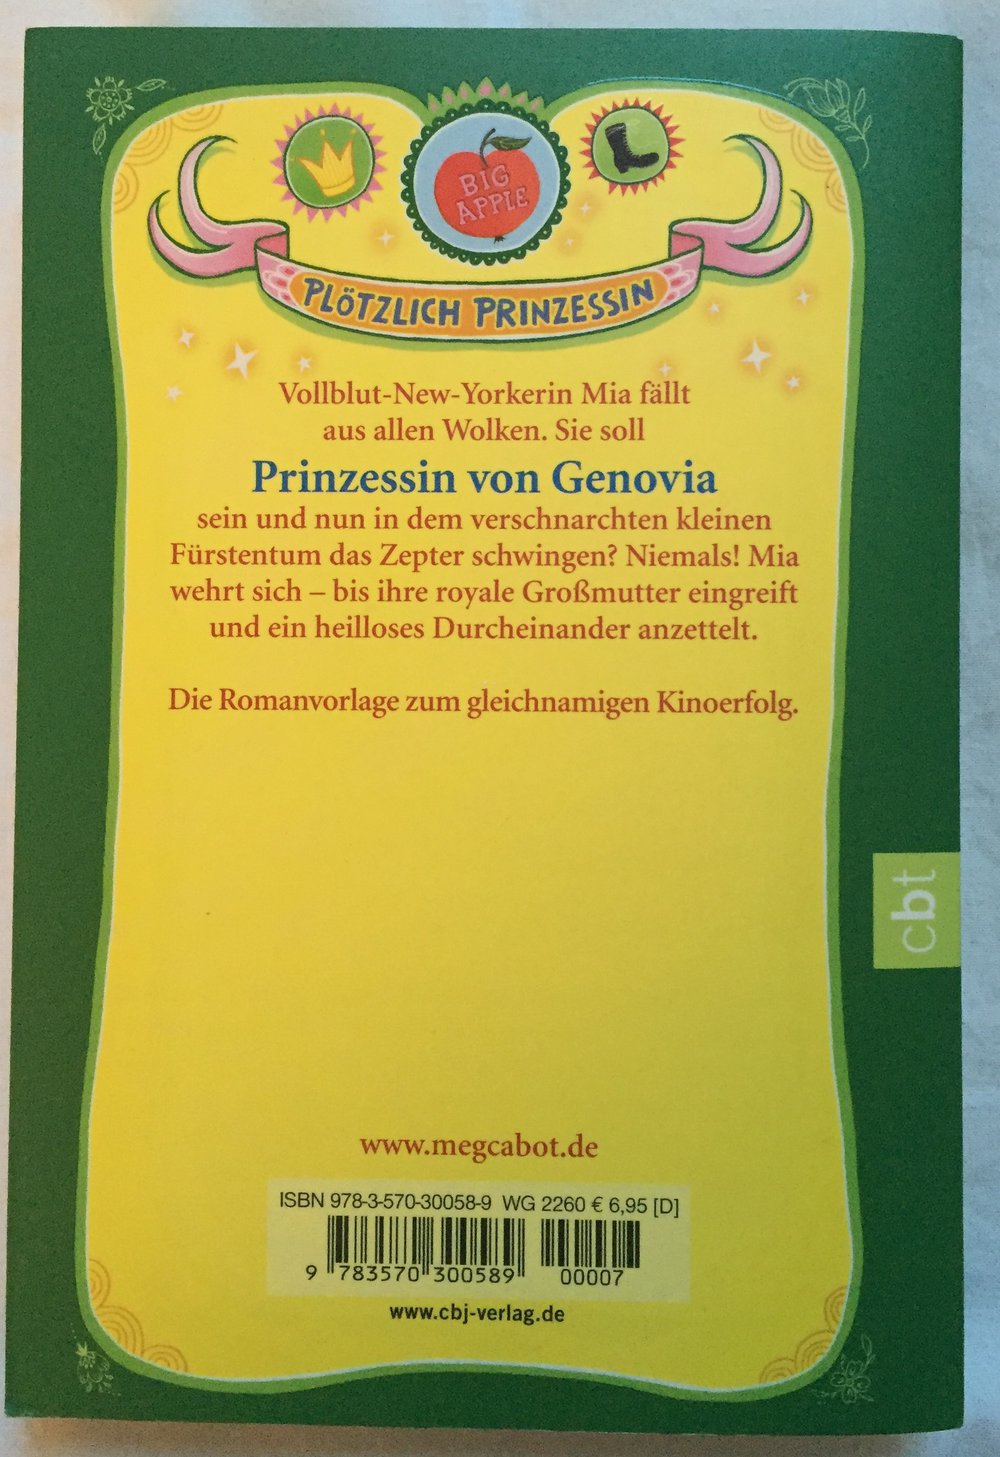 BIG
APPLE
PLÖTZLICH PRINZESSIN
Vollblut-New-Yorkerin Mia fällt
aus allen Wolken. Sie soll
Prinzessin von Genovia
sein und nun in dem verschnarchten kleinen
Fürstentum das Zepter schwingen? Niemals! Mia
wehrt sich – bis ihre royale Großmutter eingreift
und ein heilloses Durcheinander anzettelt.
Die Romanvorlage zum gleichnamigen Kinoerfolg.
cbt
www.megcabot.de
ISBN 978-3-570-30058-9 WG 2260 € 6,95 [D]
9 783570 300589 00007
www.cbj-verlag.de